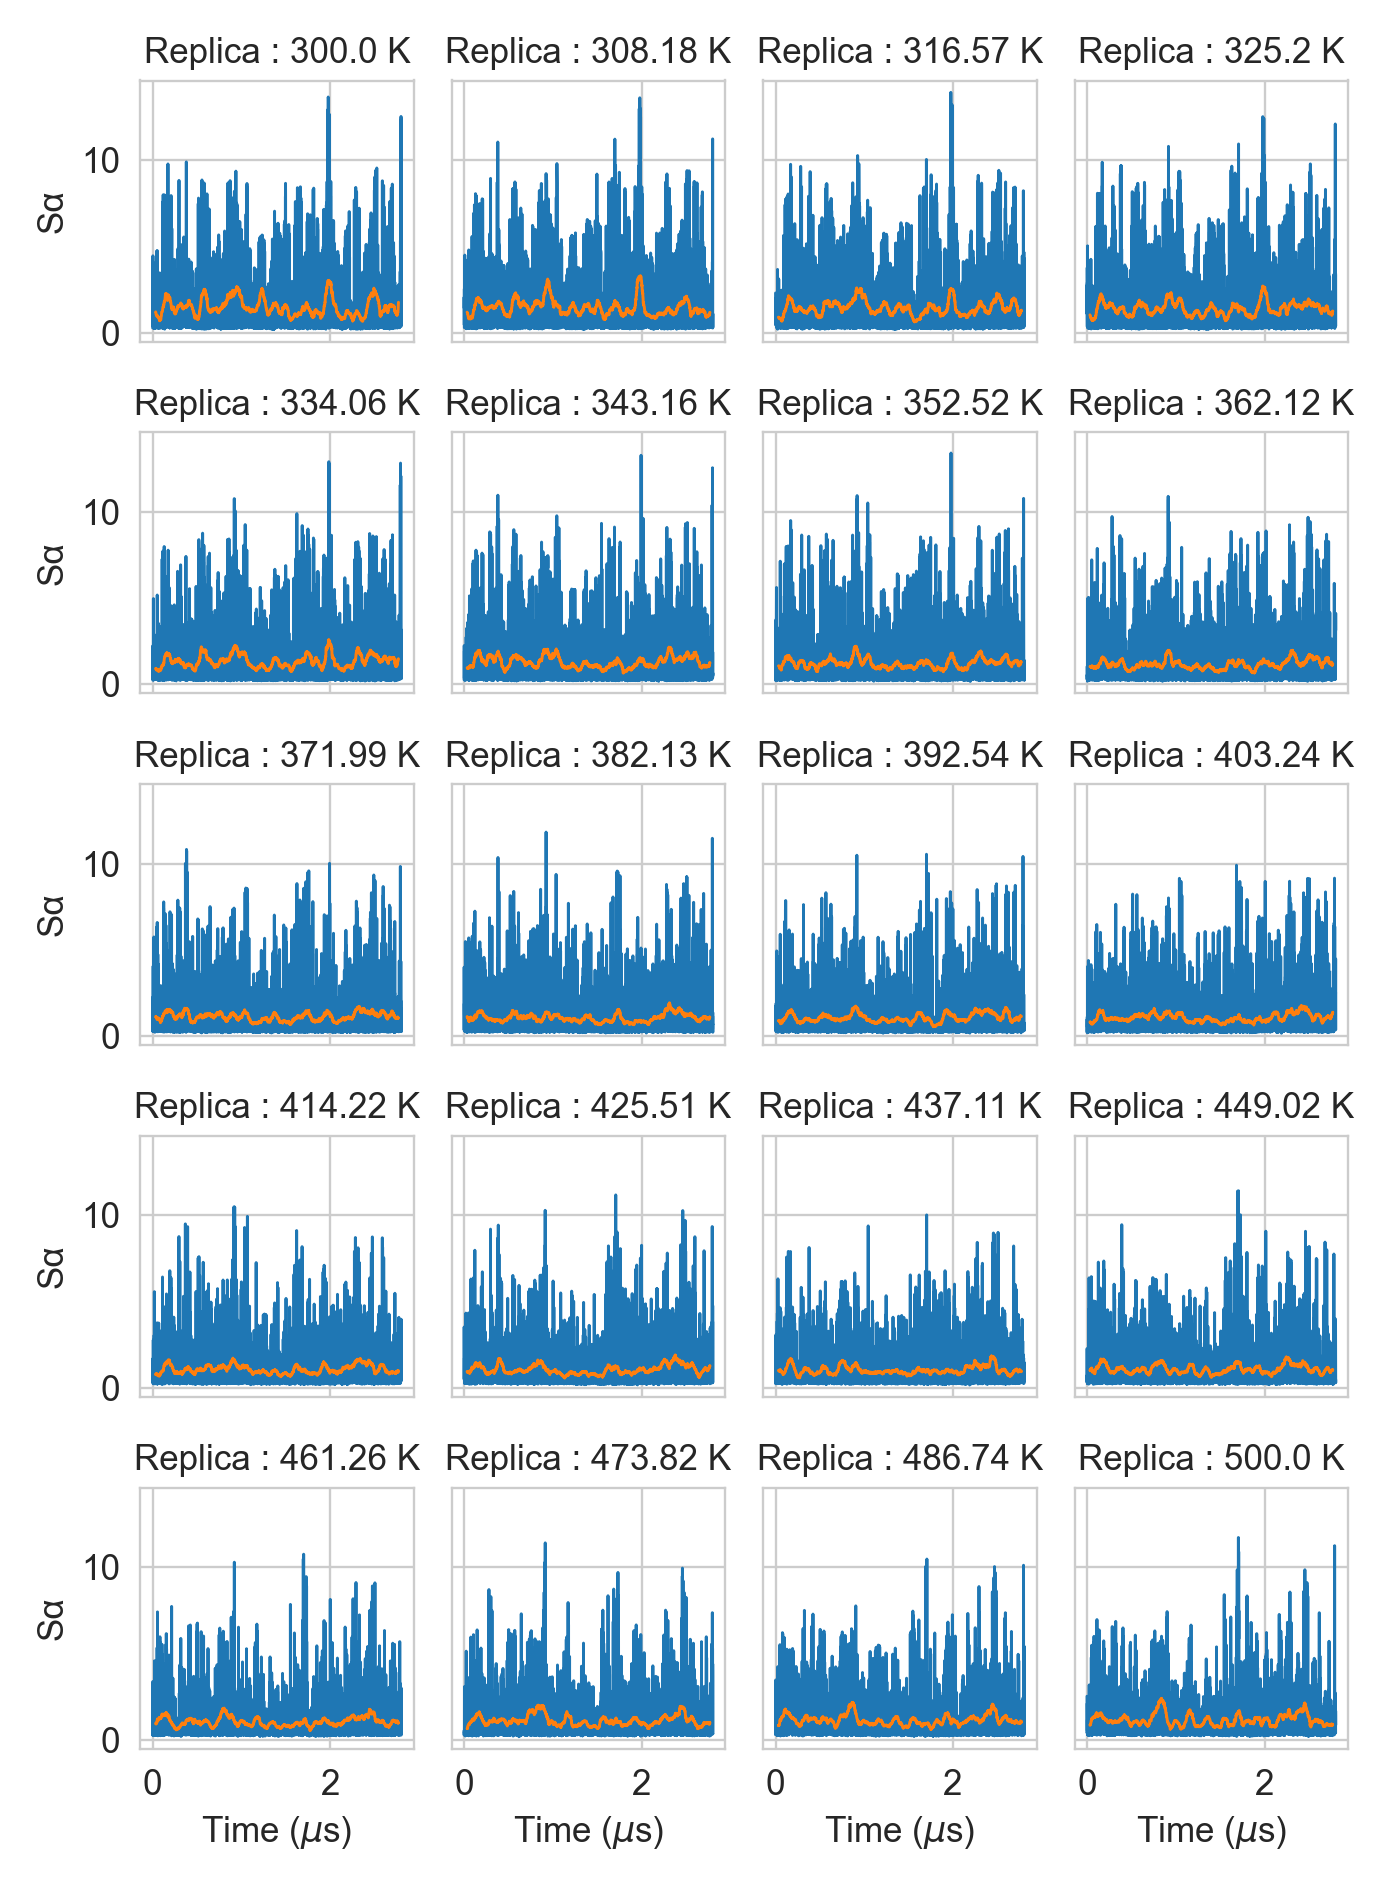 Replica : 300.0 K
Replica : 308.18 K
Replica : 316.57 K
Replica : 325.2 K
10
Sα
0
Replica : 334.06 K
Replica : 343.16 K
Replica : 352.52 K
Replica : 362.12 K
10
Sα
0
Replica : 371.99 K
Replica : 382.13 K
Replica : 392.54 K
Replica : 403.24 K
10
Sα
0
Replica : 414.22 K
Replica : 425.51 K
Replica : 437.11 K
Replica : 449.02 K
10
Sα
0
Replica : 461.26 K
Replica : 473.82 K
Replica : 486.74 K
Replica : 500.0 K
10
Sα
0
0 2
0 2
0 2
0 2
Time (μs)
Time (μs)
Time (μs)
Time (μs)